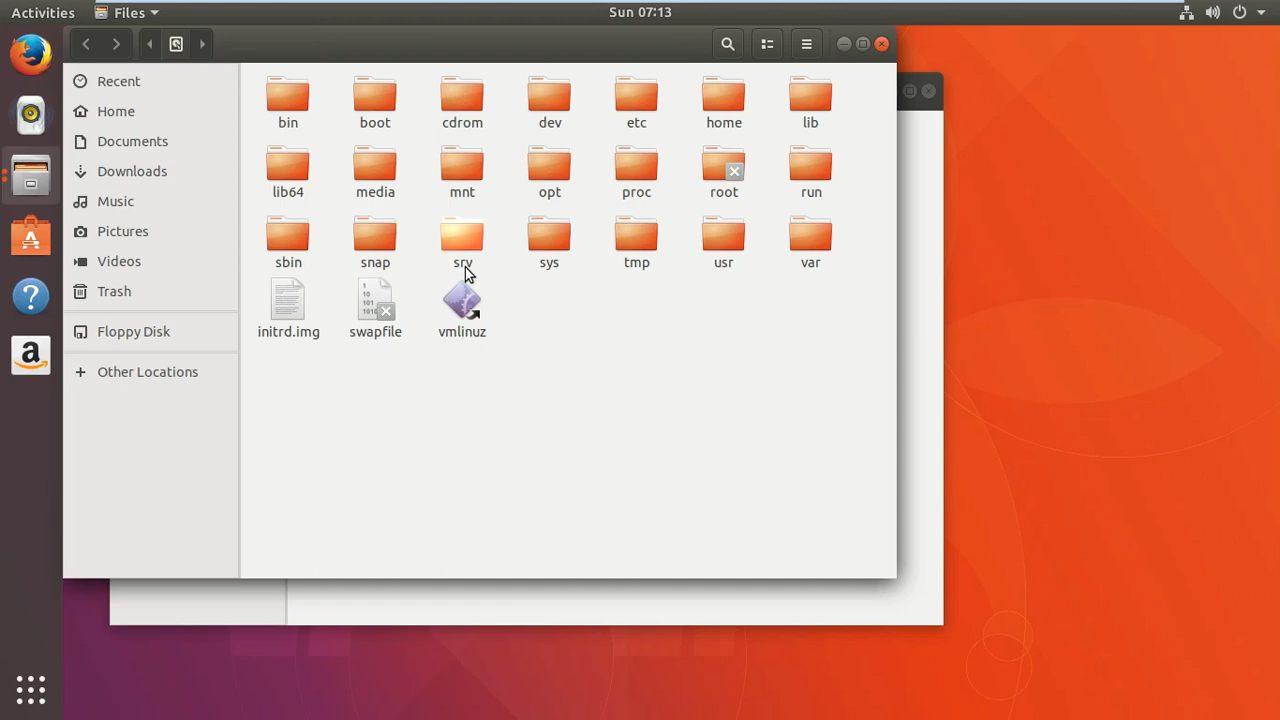 Activities Files Sun 07:13
Recent
Home
Documents
Downloads
Music
Pictures
Videos
Trash
Floppy Disk
Other Locations
bin boot cdrom dev etc home lib
lib64 media mnt opt proc root run
sbin snap srv sys tmp usr var
initrd.img swapfile vmlinuz